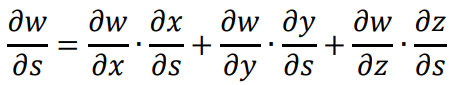 ∂w/∂s = ∂w/∂x · ∂x/∂s + ∂w/∂y · ∂y/∂s + ∂w/∂z · ∂z/∂s